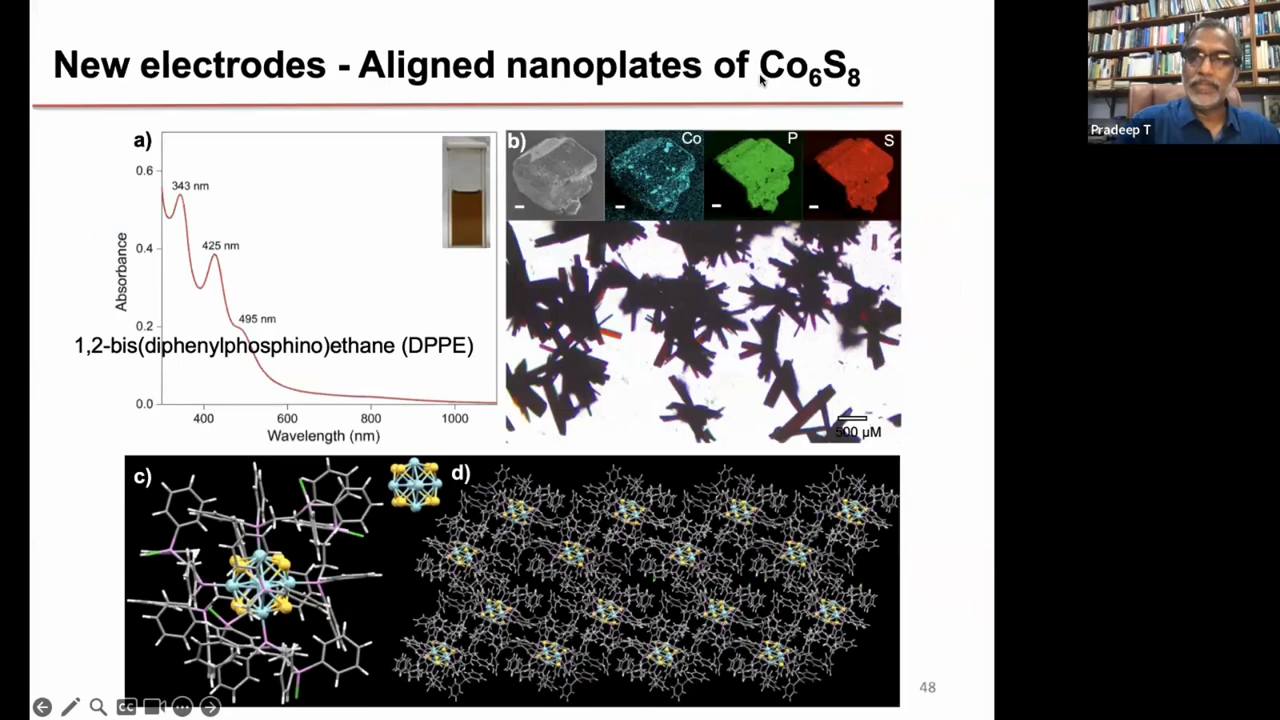 New electrodes - Aligned nanoplates of Co₆S₈
Pradeep T
a)
0.6
0.4
0.2
0.0
Absorbance
343 nm
425 nm
495 nm
1,2-bis(diphenylphosphino)ethane (DPPE)
400
600
800
1000
Wavelength (nm)
b)
Co
P
S
500 µM
c)
d)
48
CC